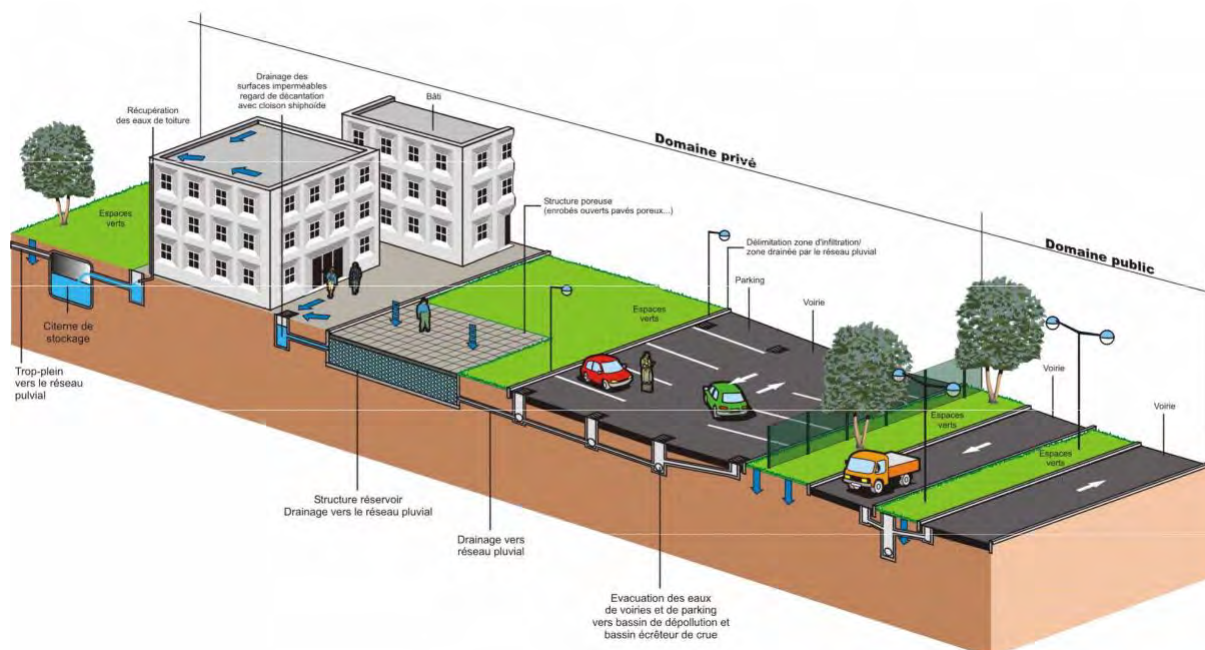 Drainage des
surfaces imperméables
regard de décantation
avec cloison shiphoïde
Bâti
Récupération
des eaux de toiture
Domaine privé
Structure poreuse
(enrobés ouverts pavés poreux...)
Espaces
verts
Délimitation zone d'infiltration/
zone drainée par le réseau pluvial
Domaine public
Parking
Voirie
Espaces
verts
Citerne de
stockage
Trop-plein
vers le réseau
pulvial
Voirie
Voirie
Espaces
verts
Espaces
verts
Structure réservoir
Drainage vers le réseau pluvial
Drainage vers
réseau pluvial
Evacuation des eaux
de voiries et de parking
vers bassin de dépollution et
bassin écrêteur de crue